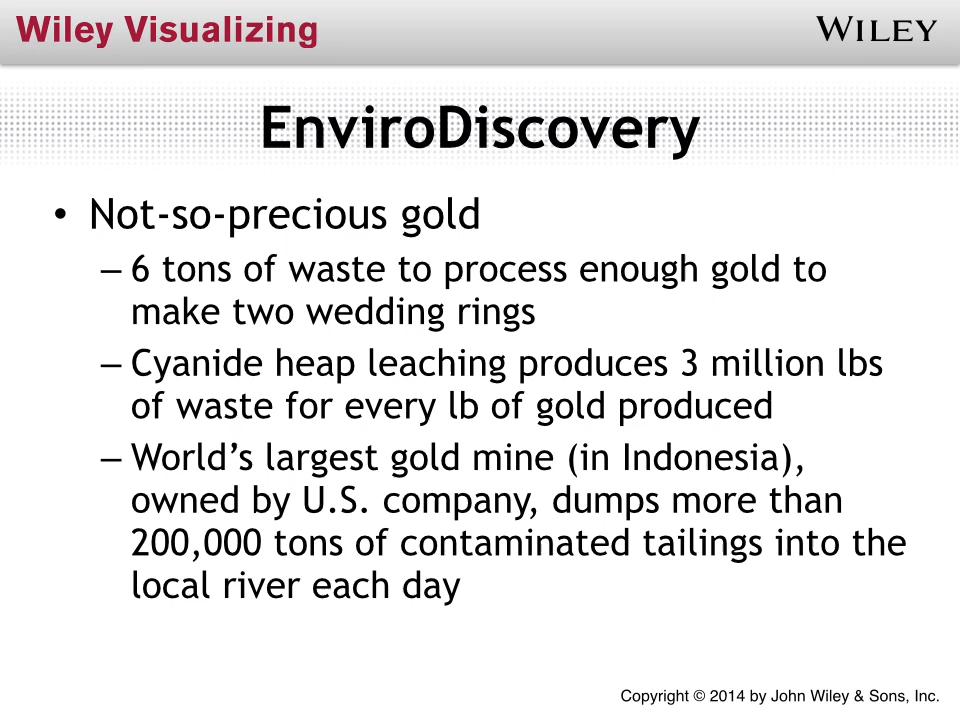 Wiley Visualizing
WILEY
EnviroDiscovery
• Not-so-precious gold
– 6 tons of waste to process enough gold to
make two wedding rings
– Cyanide heap leaching produces 3 million lbs
of waste for every lb of gold produced
– World’s largest gold mine (in Indonesia),
owned by U.S. company, dumps more than
200,000 tons of contaminated tailings into the
local river each day
Copyright © 2014 by John Wiley & Sons, Inc.